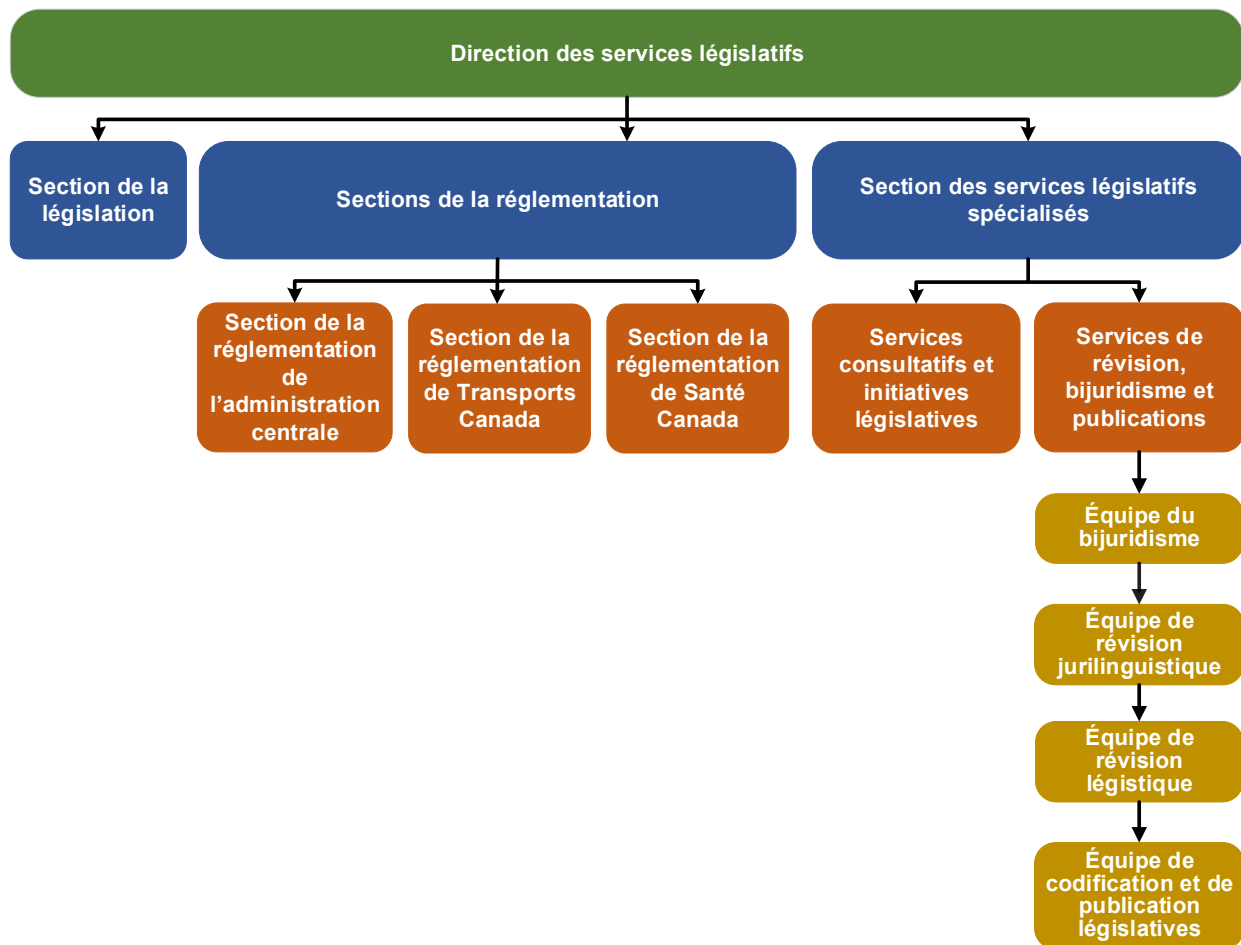 Direction des services législatifs
Section de la
législation
Sections de la réglementation
Section des services législatifs
spécialisés
Section de la
réglementation
de
l’administration
centrale
Section de la
réglementation
de Transports
Canada
Section de la
réglementation
de Santé
Canada
Services
consultatifs et
initiatives
législatives
Services de
révision,
bijuridisme et
publications
Équipe du
bijuridisme
Équipe de
révision
jurilinguistique
Équipe de
révision
légistique
Équipe de
codification et de
publication
législatives